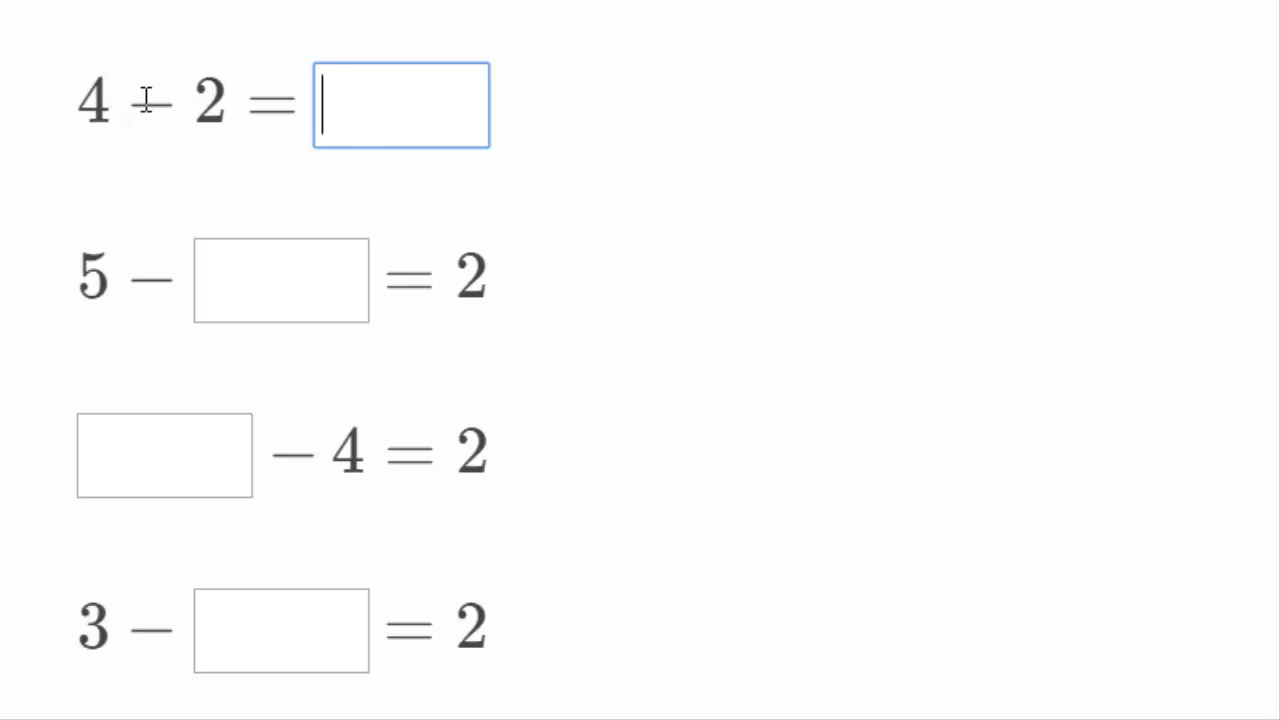 4 − 2 =
5 − = 2
− 4 = 2
3 − = 2